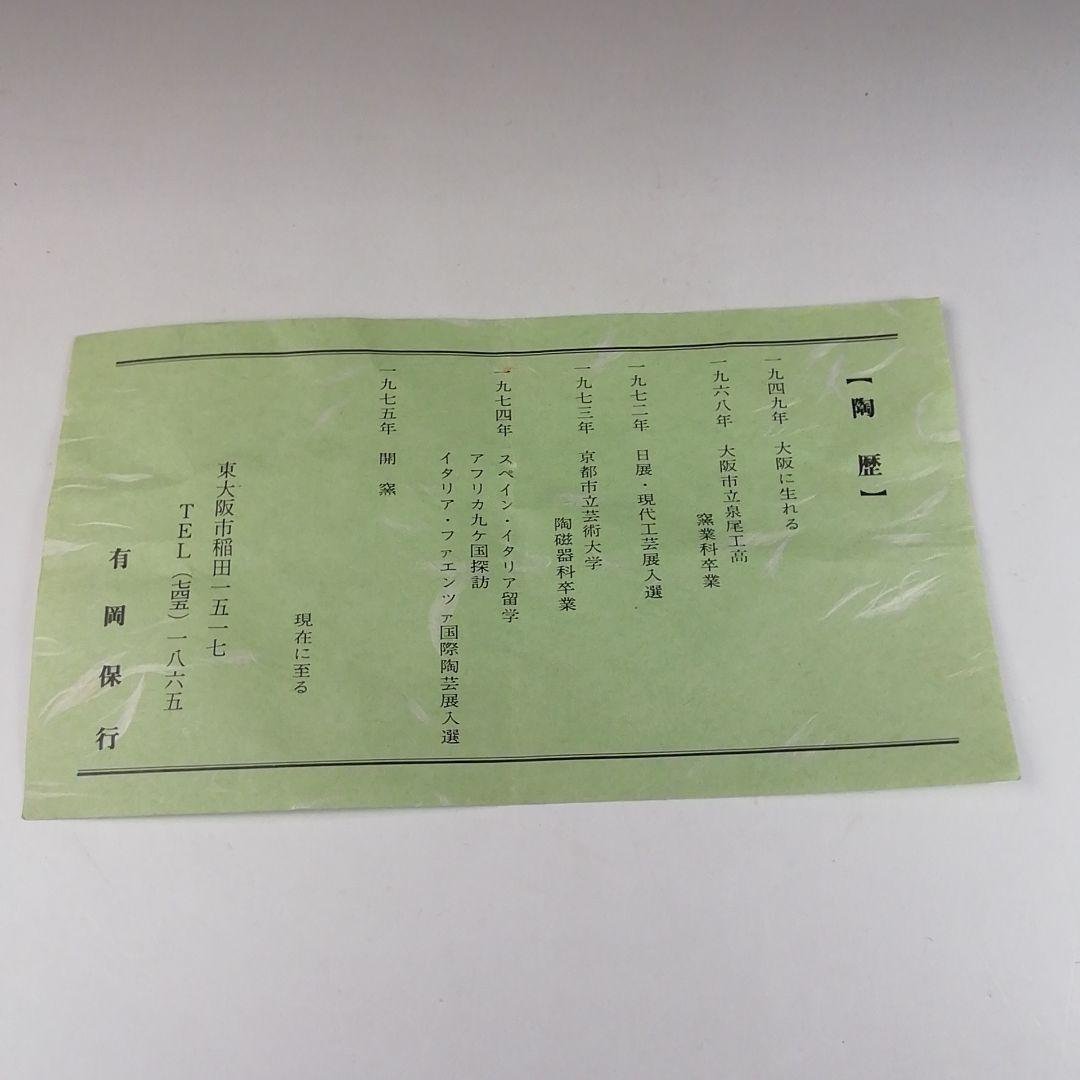 【陶歴】
一九四九年 大阪に生れる
一九六八年 大阪市立泉尾工高
窯業科卒業
一九七二年 日展・現代工芸展入選
一九七三年 京都市立芸術大学
陶磁器科卒業
一九七四年 スペイン・イタリア留学
アフリカ九ケ国探訪
イタリア・ファエンツァ国際陶芸展入選
一九七五年 開窯
現在に至る
東大阪市稲田一五一七
TEL(七四五)一八六五
有岡保行